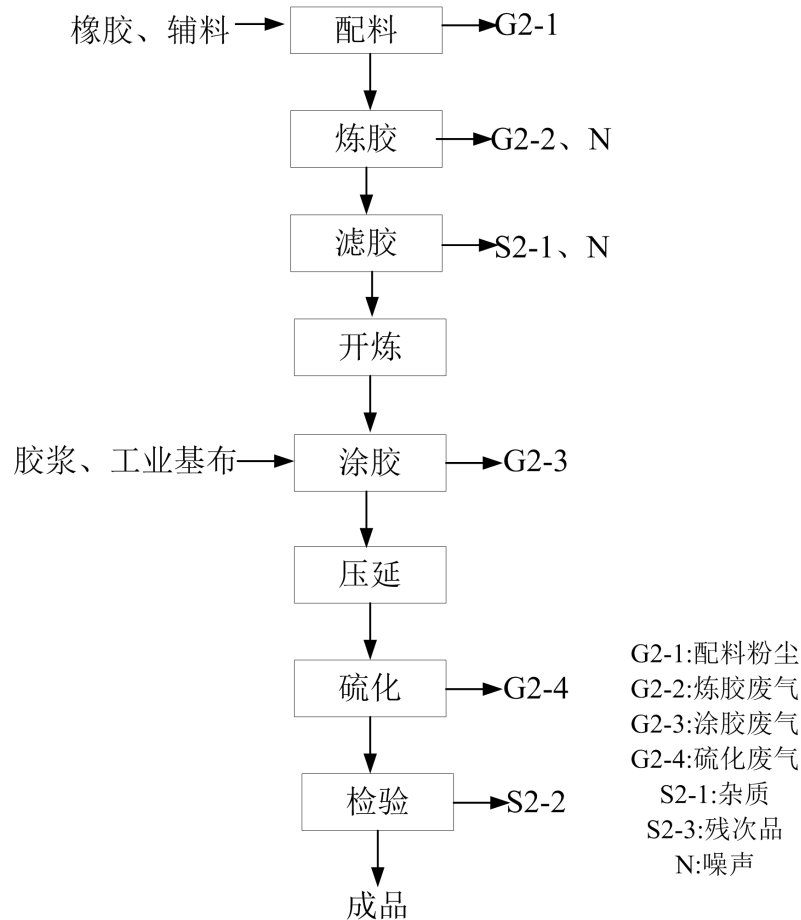 橡胶、辅料 配料 G2-1
炼胶 G2-2、N
滤胶 S2-1、N
开炼
胶浆、工业基布 涂胶 G2-3
压延
硫化 G2-4
检验 S2-2
成品
G2-1:配料粉尘
G2-2:炼胶废气
G2-3:涂胶废气
G2-4:硫化废气
S2-1:杂质
S2-3:残次品
N:噪声